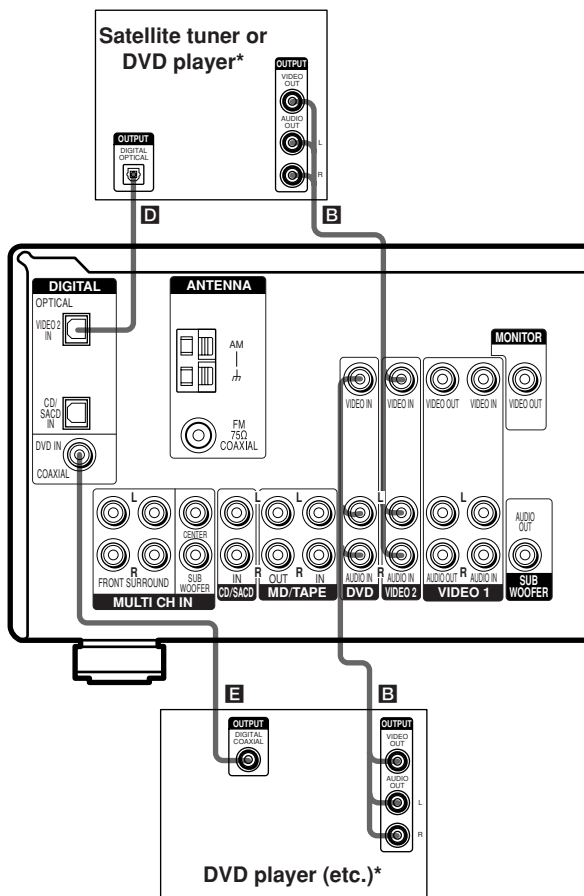 Satellite tuner or
DVD player*
OUTPUT
VIDEO
OUT
AUDIO
OUT
L
R
OUTPUT
DIGITAL
OPTICAL
D
B
DIGITAL
OPTICAL
VIDEO 2
IN
CD/
SACD
IN
DVD IN
COAXIAL
ANTENNA
AM
FM
75Ω
COAXIAL
MONITOR
VIDEO IN
VIDEO IN
VIDEO OUT
VIDEO IN
VIDEO OUT
L
L
L
L
CENTER
AUDIO
OUT
R
R
R
R
FRONT
SURROUND
SUB
WOOFER
IN
OUT
IN
AUDIO IN
AUDIO IN
AUDIO OUT
AUDIO IN
MULTI CH IN
CD/SACD
MD/TAPE
DVD
VIDEO 2
VIDEO 1
SUB
WOOFER
E
B
OUTPUT
DIGITAL
COAXIAL
OUTPUT
VIDEO
OUT
AUDIO
OUT
L
R
DVD player (etc.)*